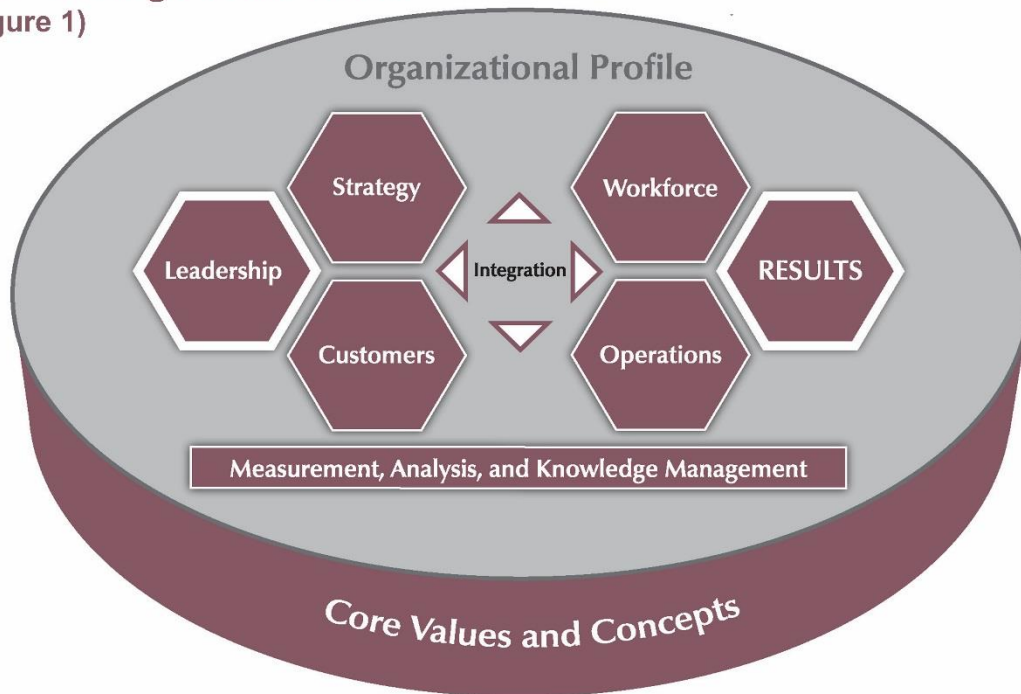 gure 1)
Organizational Profile
Strategy
Workforce
Leadership
Integration
RESULTS
Customers
Operations
Measurement, Analysis, and Knowledge Management
Core Values and Concepts